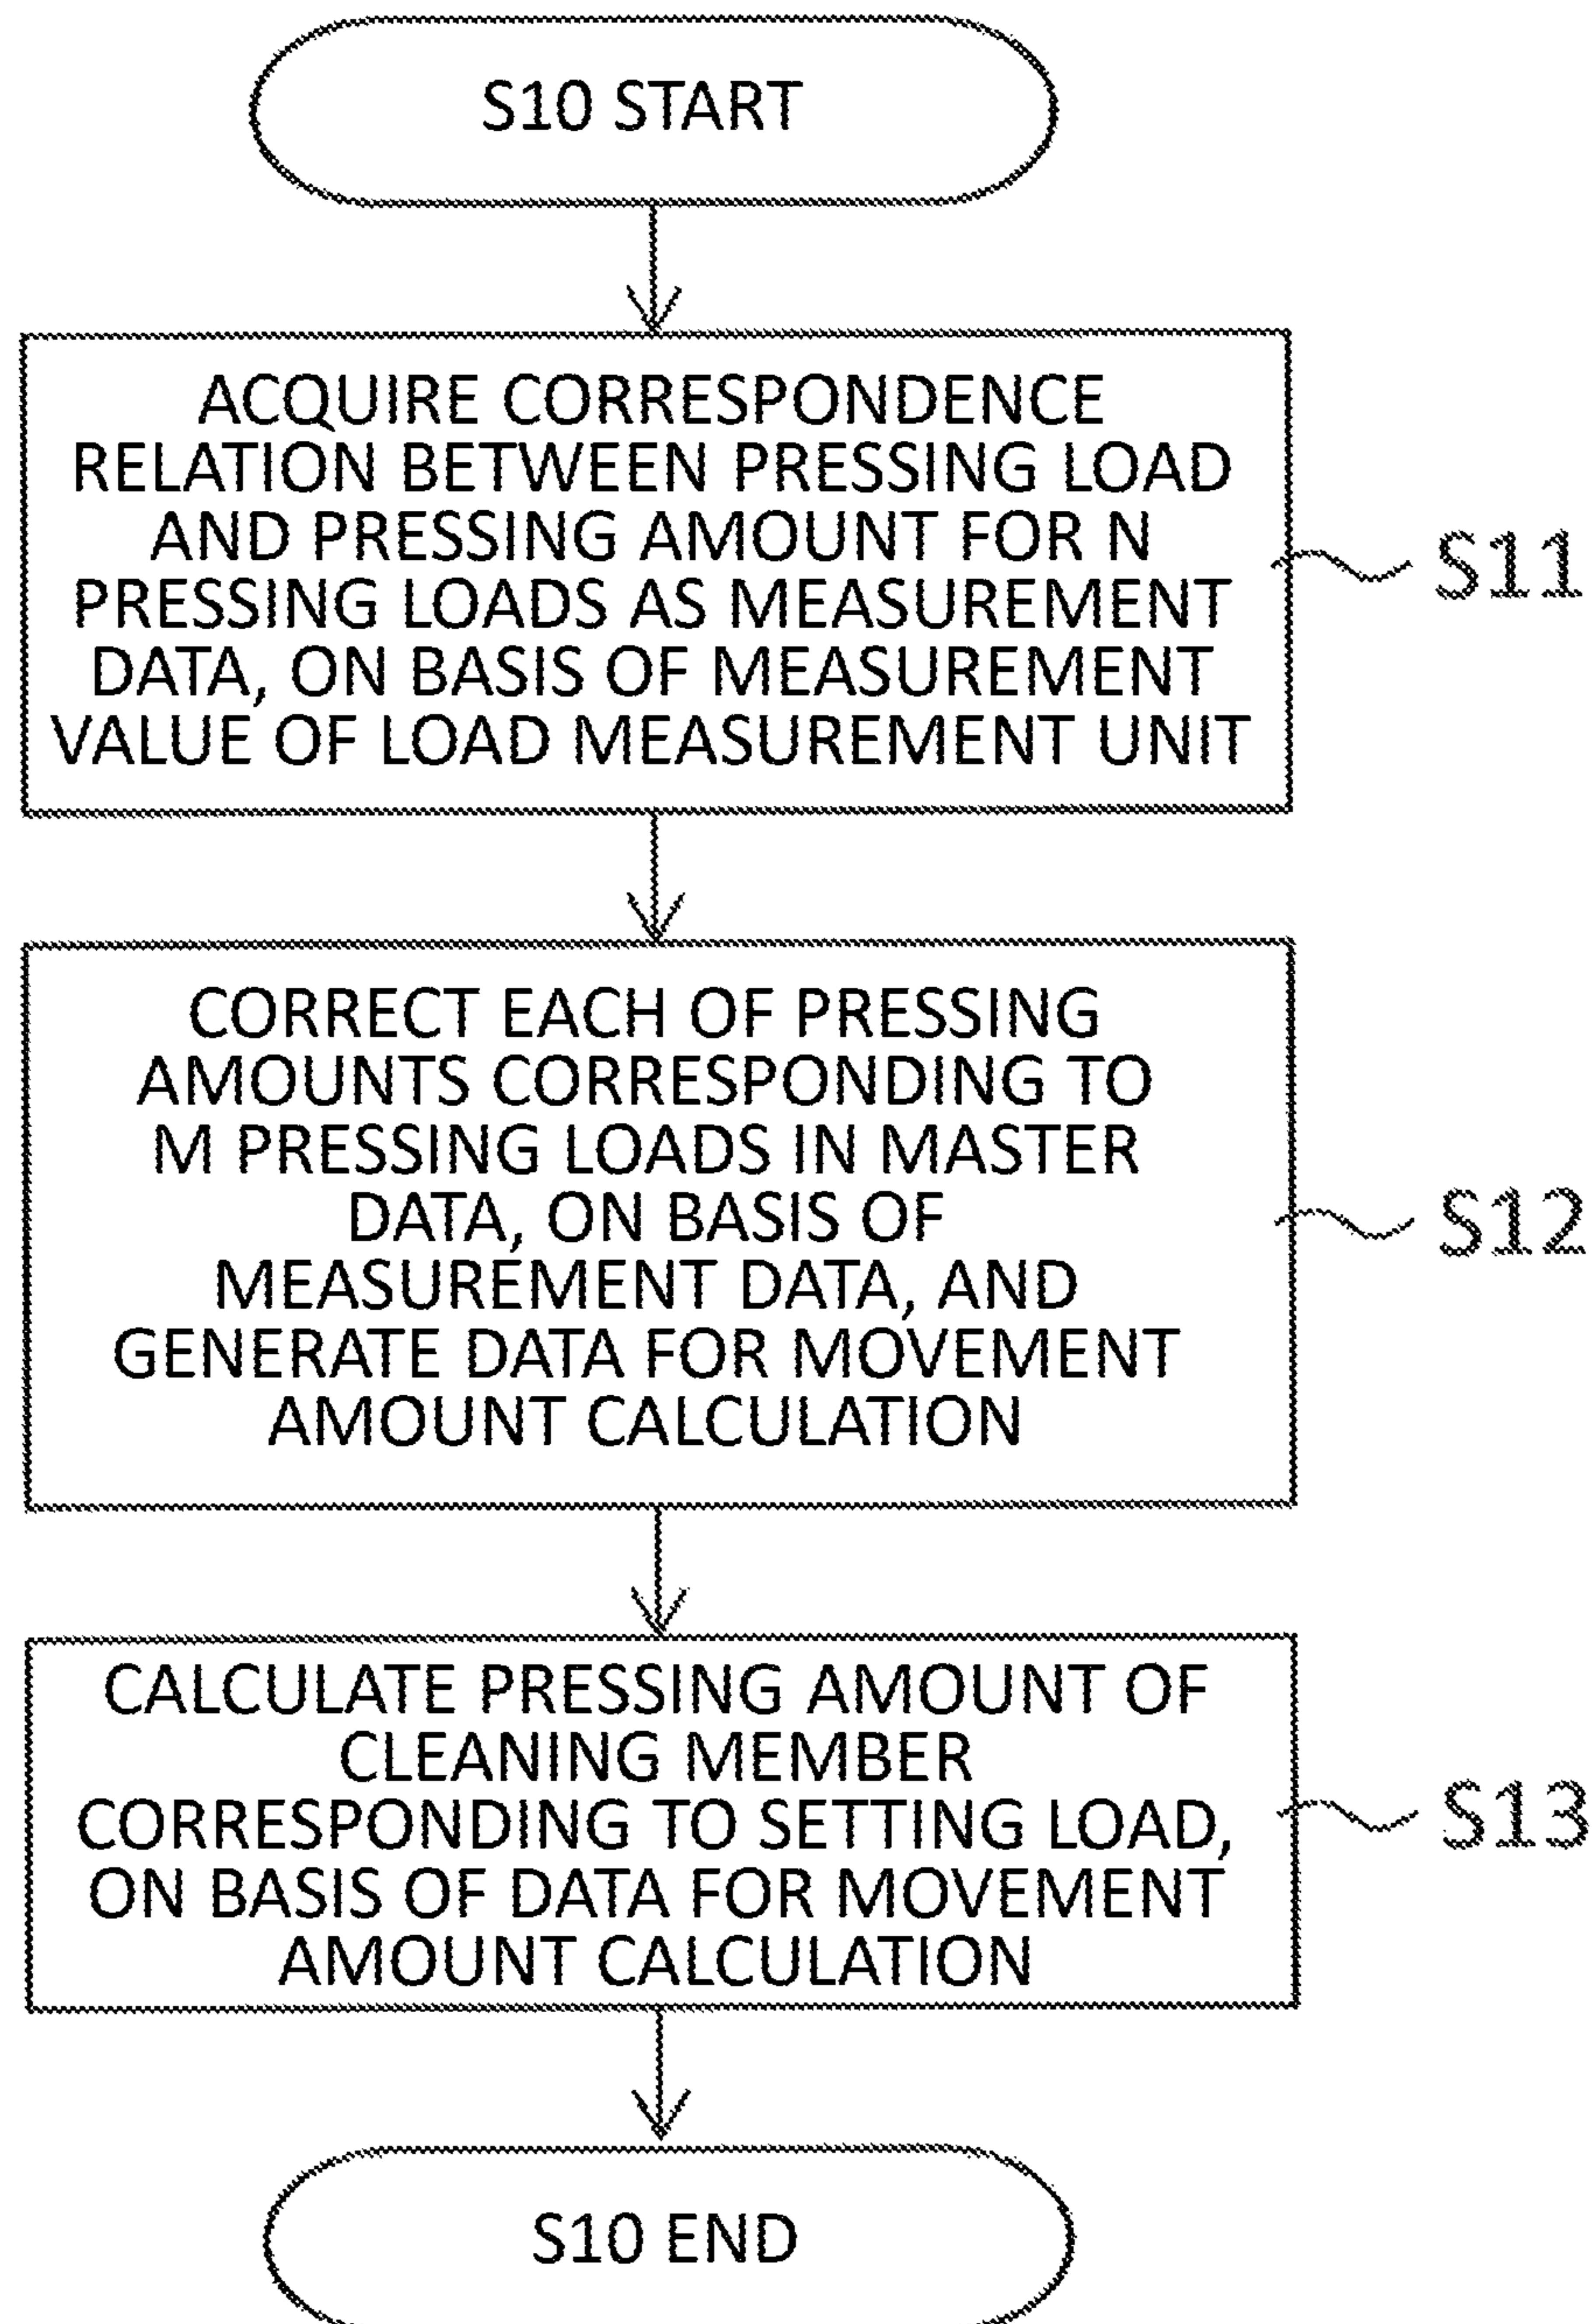 S10 START
ACQUIRE CORRESPONDENCE
RELATION BETWEEN PRESSING LOAD
AND PRESSING AMOUNT FOR N
PRESSING LOADS AS MEASUREMENT
DATA, ON BASIS OF MEASUREMENT
VALUE OF LOAD MEASUREMENT UNIT
S11
CORRECT EACH OF PRESSING
AMOUNTS CORRESPONDING TO
M PRESSING LOADS IN MASTER
DATA, ON BASIS OF
MEASUREMENT DATA, AND
GENERATE DATA FOR MOVEMENT
AMOUNT CALCULATION
S12
CALCULATE PRESSING AMOUNT OF
CLEANING MEMBER
CORRESPONDING TO SETTING LOAD,
ON BASIS OF DATA FOR MOVEMENT
AMOUNT CALCULATION
S13
S10 END